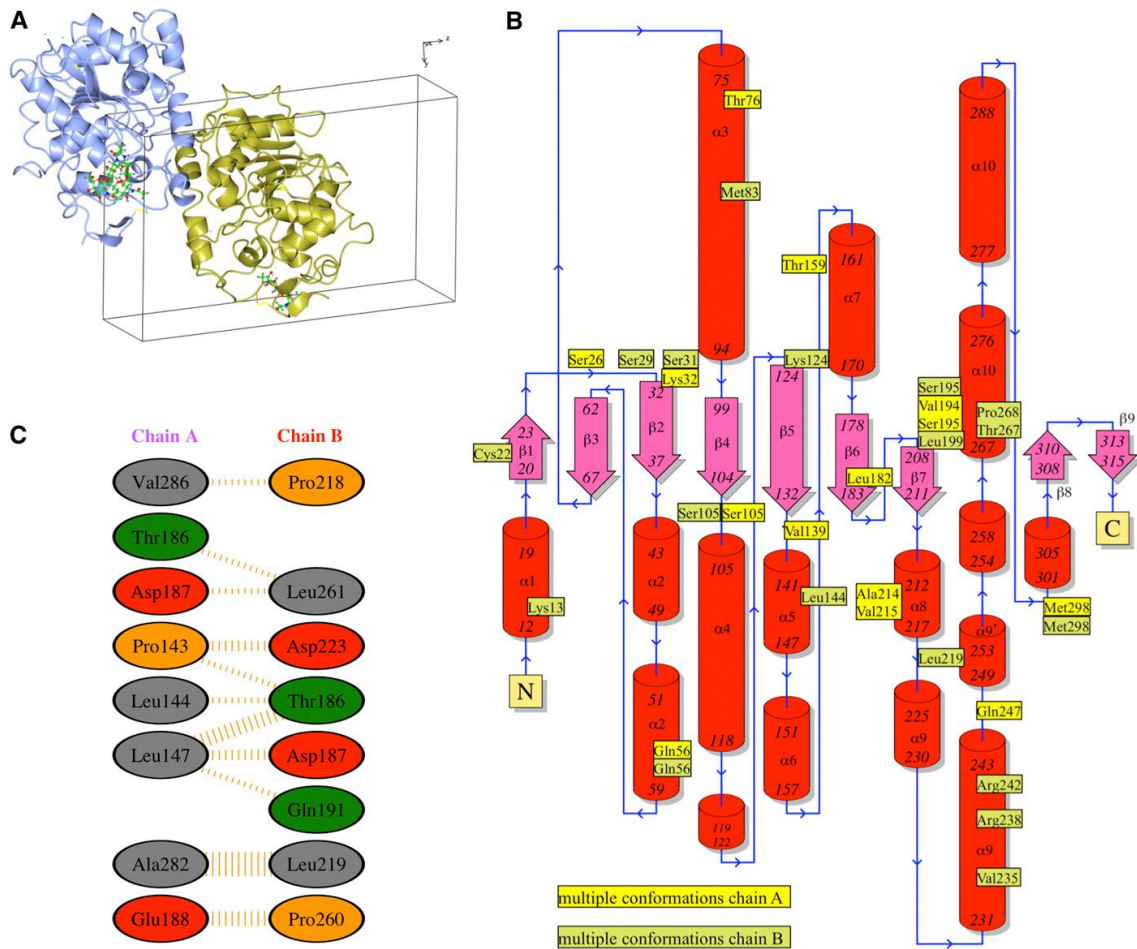 A
z
y
B
75
Thr76
α3
Met83
94
288
α10
277
161
α7
170
Thr159
276
α10
Pro268
Thr267
267
Ser26
Ser29
Ser31
Lys32
Lys124
Ser195
Val194
Ser195
Leu199
23
β1
20
Cys22
62
β3
67
32
β2
37
99
β4
104
124
β5
132
178
β6
183
Leu182
208
β7
211
310
308
β8
β9
313
315
C
Ser105
Ser105
Val139
19
α1
Lys13
12
N
43
α2
49
105
α4
118
141
α5
Leu144
147
Ala214
Val215
212
α8
217
258
254
305
301
Met298
Met298
Leu219
α9'
253
249
Gln247
51
α2
Gln56
Gln56
59
151
α6
157
225
α9
230
119
122
243
Arg242
Arg238
α9
Val235
231
multiple conformations chain A
multiple conformations chain B
C
Chain A
Chain B
Val286
Pro218
Thr186
Asp187
Leu261
Pro143
Asp223
Leu144
Thr186
Leu147
Asp187
Gln191
Ala282
Leu219
Glu188
Pro260